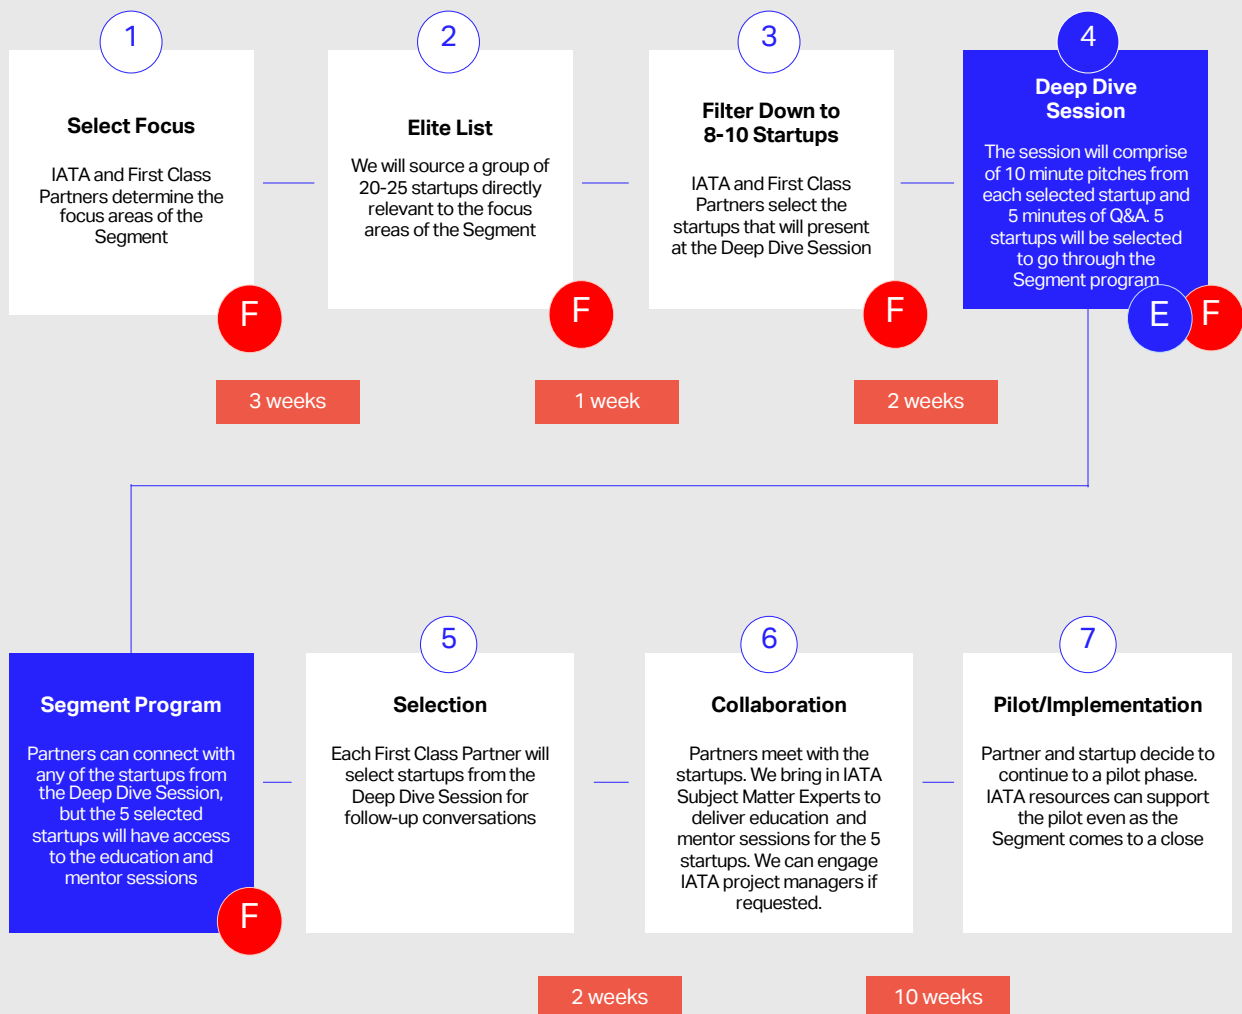 1
Select Focus
IATA and First Class
Partners determine the
focus areas of the
Segment
F
3 weeks
2
Elite List
We will source a group of
20-25 startups directly
relevant to the focus
areas of the Segment
F
1 week
3
Filter Down to
8-10 Startups
IATA and First Class
Partners select the
startups that will present
at the Deep Dive Session
F
2 weeks
4
Deep Dive
Session
The session will comprise
of 10 minute pitches from
each selected startup and
5 minutes of Q&A. 5
startups will be selected
to go through the
Segment program
E
F
Segment Program
Partners can connect with
any of the startups from
the Deep Dive Session,
but the 5 selected
startups will have access
to the education and
mentor sessions
F
5
Selection
Each First Class Partner will
select startups from the
Deep Dive Session for
follow-up conversations
2 weeks
6
Collaboration
Partners meet with the
startups. We bring in IATA
Subject Matter Experts to
deliver education and
mentor sessions for the 5
startups. We can engage
IATA project managers if
requested.
10 weeks
7
Pilot/Implementation
Partner and startup decide to
continue to a pilot phase.
IATA resources can support
the pilot even as the
Segment comes to a close